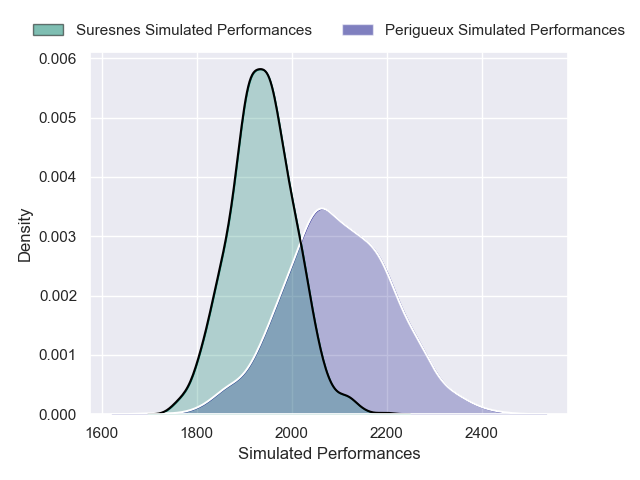 Suresnes Simulated Performances Perigueux Simulated Performances
0.006
0.005
0.004
0.003
0.002
0.001
0.000
Density
1600 1800 2000 2200 2400
Simulated Performances